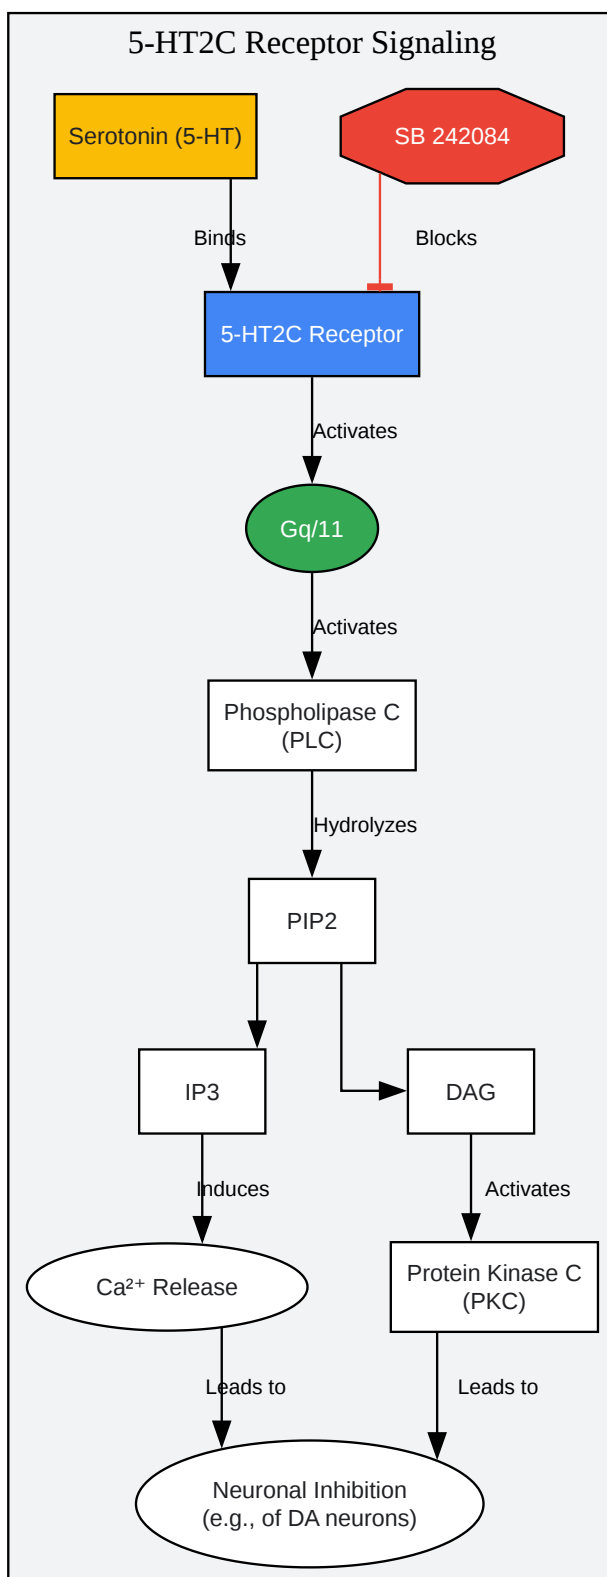 5-HT2C Receptor Signaling
Serotonin (5-HT)
SB 242084
Binds
Blocks
5-HT2C Receptor
Activates
Gq/11
Activates
Phospholipase C
(PLC)
Hydrolyzes
PIP2
IP3
DAG
Induces
Activates
Ca²⁺ Release
Protein Kinase C
(PKC)
Leads to
Leads to
Neuronal Inhibition
(e.g., of DA neurons)